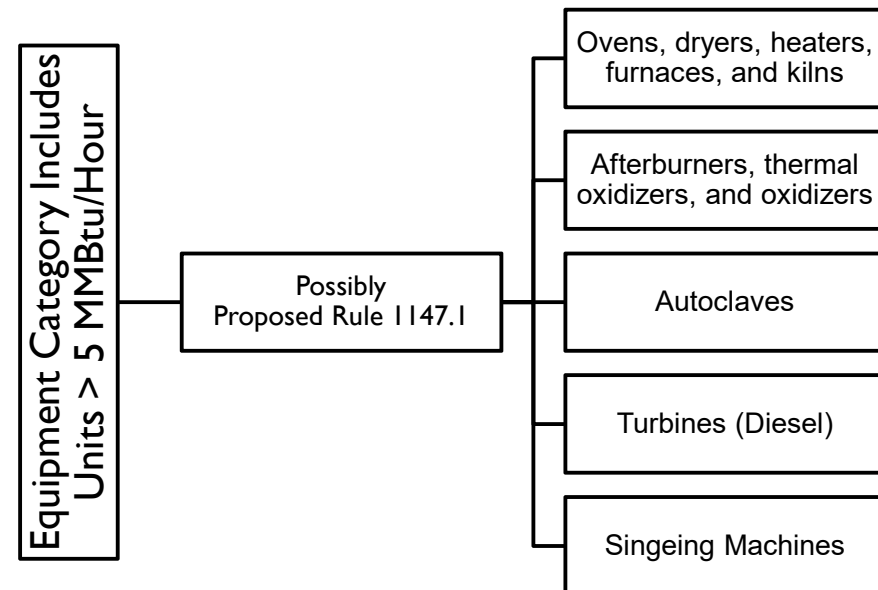 Equipment Category Includes
Units > 5 MMBtu/Hour
Possibly
Proposed Rule 1147.1
Ovens, dryers, heaters,
furnaces, and kilns
Afterburners, thermal
oxidizers, and oxidizers
Autoclaves
Turbines (Diesel)
Singeing Machines